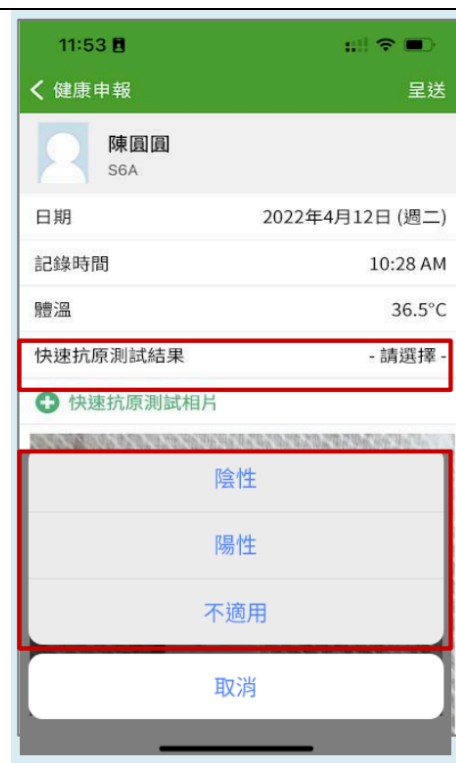 11:53
健康申報 呈送
陳圓圓
S6A
日期 2022年4月12日 (週二)
記錄時間 10:28 AM
體溫 36.5°C
快速抗原測試結果 - 請選擇 -
快速抗原測試相片
陰性
陽性
不適用
取消